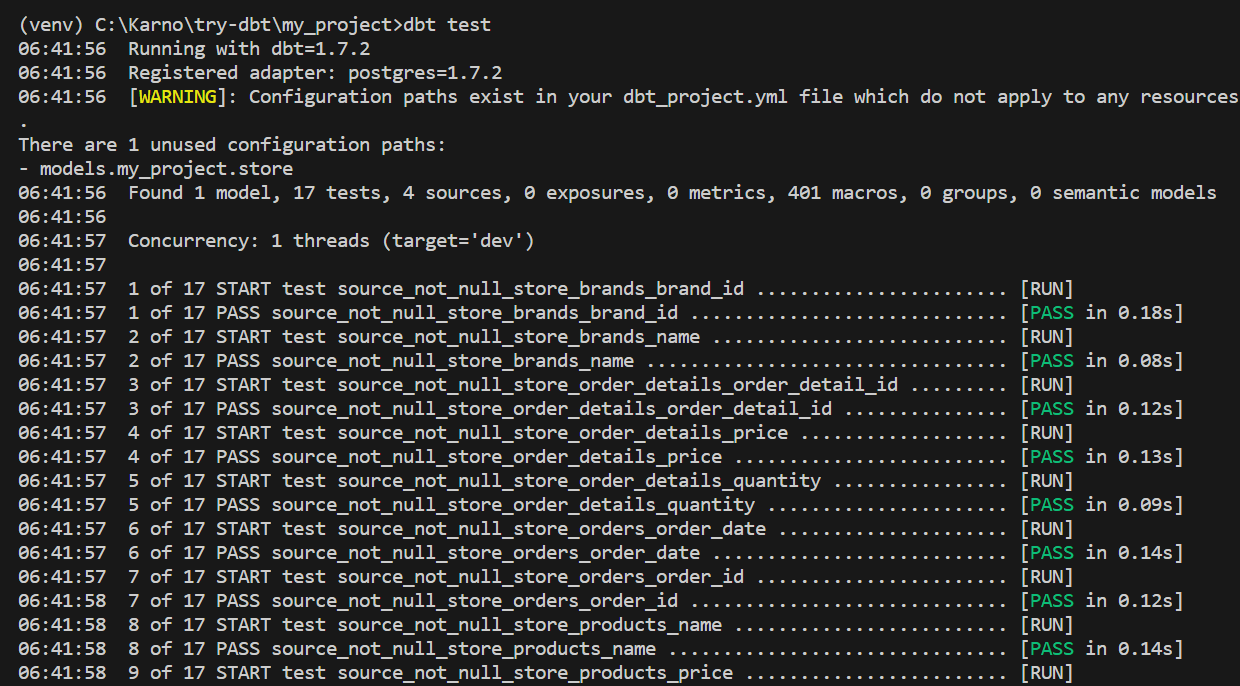 (venv) C:\Karno\try-dbt\my_project>dbt test
06:41:56  Running with dbt=1.7.2
06:41:56  Registered adapter: postgres=1.7.2
06:41:56  [WARNING]: Configuration paths exist in your dbt_project.yml file which do not apply to any resources
.
There are 1 unused configuration paths:
- models.my_project.store
06:41:56  Found 1 model, 17 tests, 4 sources, 0 exposures, 0 metrics, 401 macros, 0 groups, 0 semantic models
06:41:56
06:41:57  Concurrency: 1 threads (target='dev')
06:41:57
06:41:57  1 of 17 START test source_not_null_store_brands_brand_id ....................... [RUN]
06:41:57  1 of 17 PASS source_not_null_store_brands_brand_id ............................. [PASS in 0.18s]
06:41:57  2 of 17 START test source_not_null_store_brands_name ........................... [RUN]
06:41:57  2 of 17 PASS source_not_null_store_brands_name ................................. [PASS in 0.08s]
06:41:57  3 of 17 START test source_not_null_store_order_details_order_detail_id ......... [RUN]
06:41:57  3 of 17 PASS source_not_null_store_order_details_order_detail_id ............... [PASS in 0.12s]
06:41:57  4 of 17 START test source_not_null_store_order_details_price ................... [RUN]
06:41:57  4 of 17 PASS source_not_null_store_order_details_price ......................... [PASS in 0.13s]
06:41:57  5 of 17 START test source_not_null_store_order_details_quantity ................ [RUN]
06:41:57  5 of 17 PASS source_not_null_store_order_details_quantity ...................... [PASS in 0.09s]
06:41:57  6 of 17 START test source_not_null_store_orders_order_date ..................... [RUN]
06:41:57  6 of 17 PASS source_not_null_store_orders_order_date ........................... [PASS in 0.14s]
06:41:57  7 of 17 START test source_not_null_store_orders_order_id ....................... [RUN]
06:41:58  7 of 17 PASS source_not_null_store_orders_order_id ............................. [PASS in 0.12s]
06:41:58  8 of 17 START test source_not_null_store_products_name ......................... [RUN]
06:41:58  8 of 17 PASS source_not_null_store_products_name ............................... [PASS in 0.14s]
06:41:58  9 of 17 START test source_not_null_store_products_price ........................ [RUN]